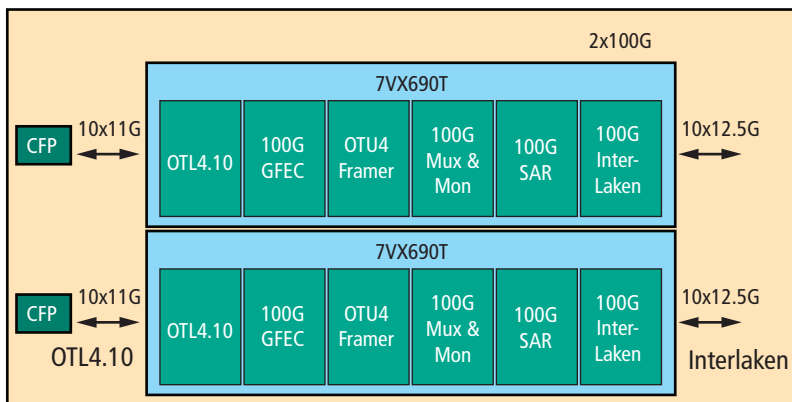 2x100G
7VX690T
CFP
10x11G
OTL4.10
100G
GFEC
OTU4
Framer
100G
Mux &
Mon
100G
SAR
100G
Inter-
Laken
10x12.5G
7VX690T
CFP
10x11G
OTL4.10
100G
GFEC
OTU4
Framer
100G
Mux &
Mon
100G
SAR
100G
Inter-
Laken
10x12.5G
OTL4.10
Interlaken